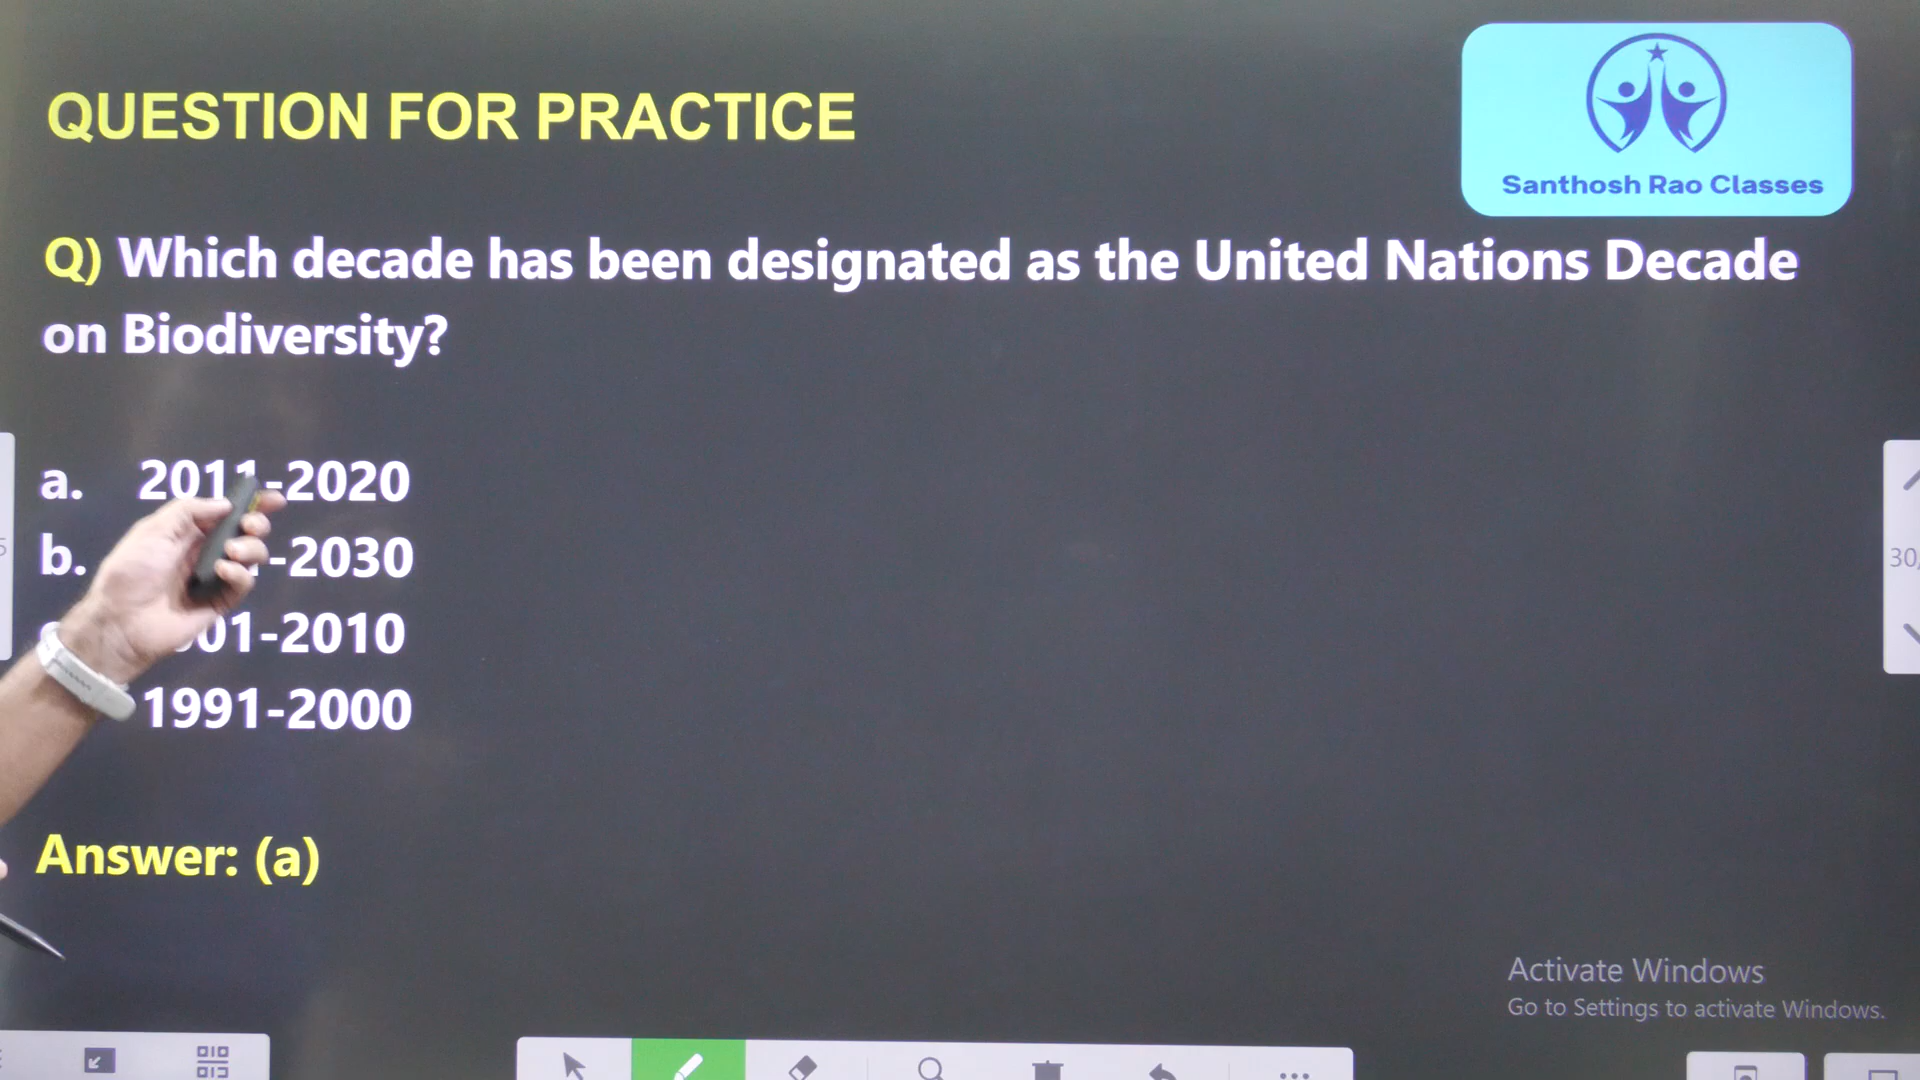 QUESTION FOR PRACTICE
Santhosh Rao Classes
Q) Which decade has been designated as the United Nations Decade
on Biodiversity?
a. 2011-2020
b. -2030
01-2010
1991-2000
Answer: (a)
30/
Activate Windows
Go to Settings to activate Windows.